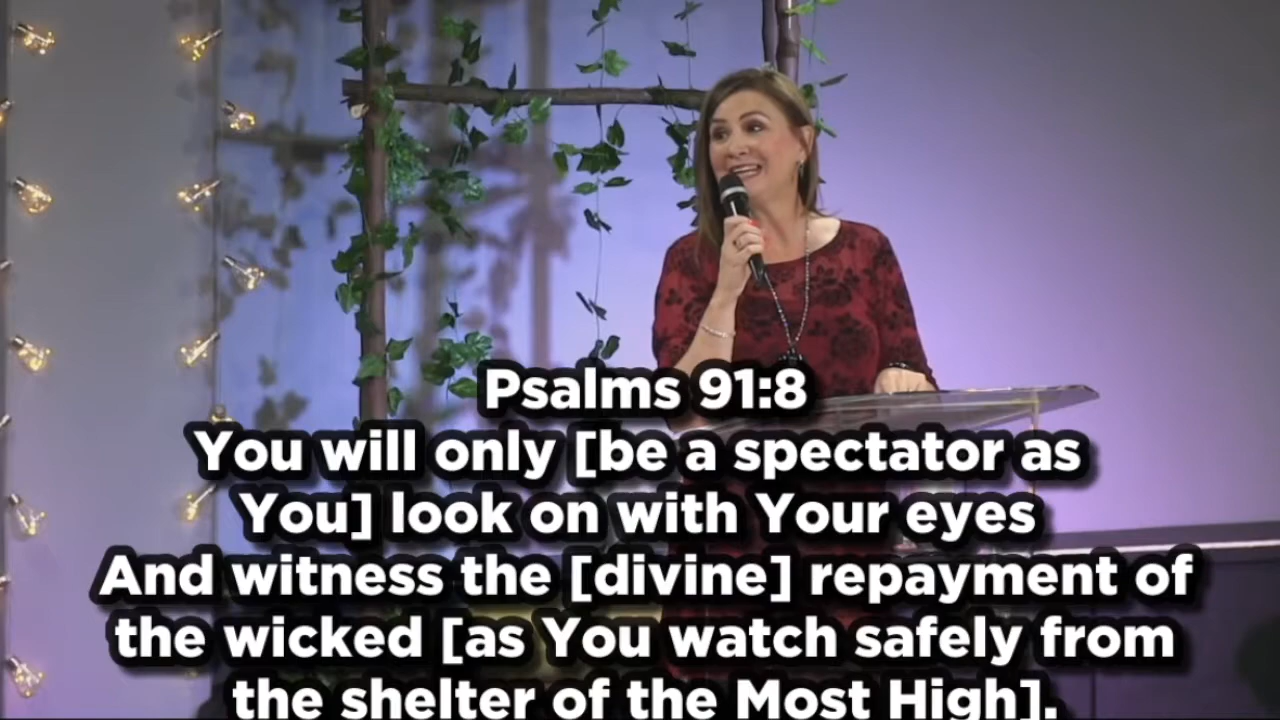 Psalms 91:8
You will only [be a spectator as
You] look on with Your eyes
And witness the [divine] repayment of
the wicked [as You watch safely from
the shelter of the Most High].